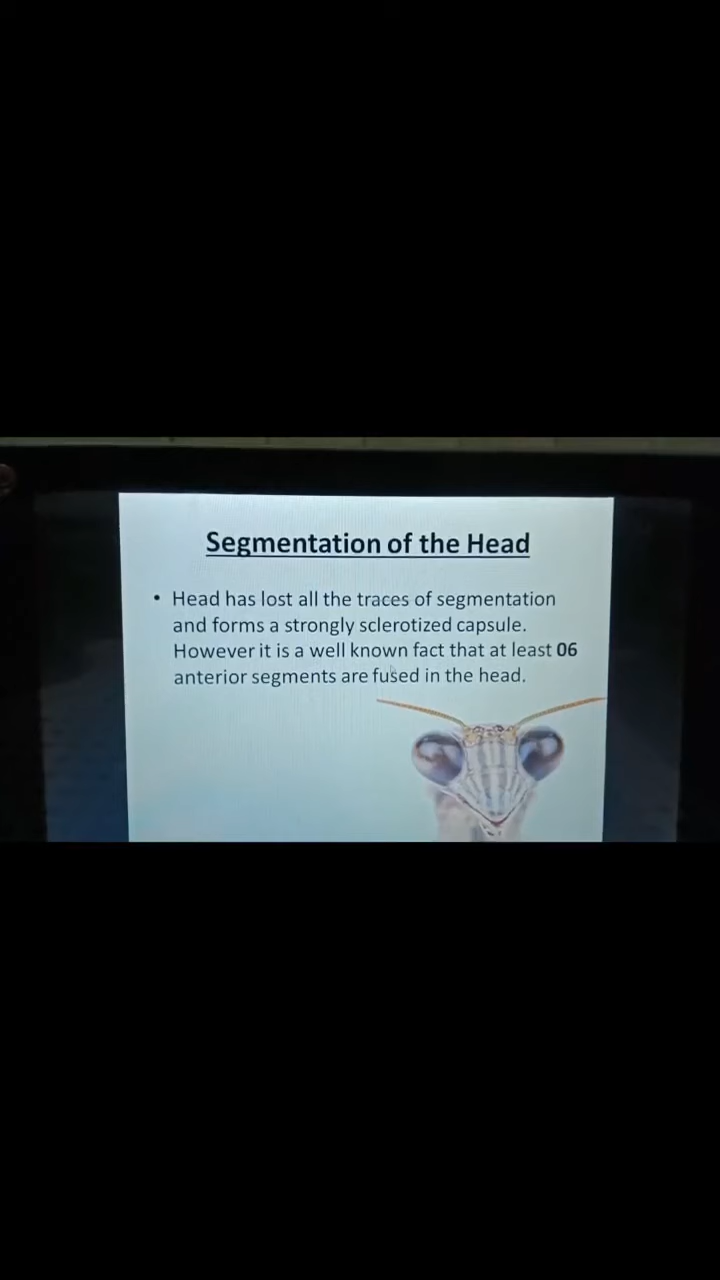 Segmentation of the Head
• Head has lost all the traces of segmentation
and forms a strongly sclerotized capsule.
However it is a well known fact that at least 06
anterior segments are fused in the head.